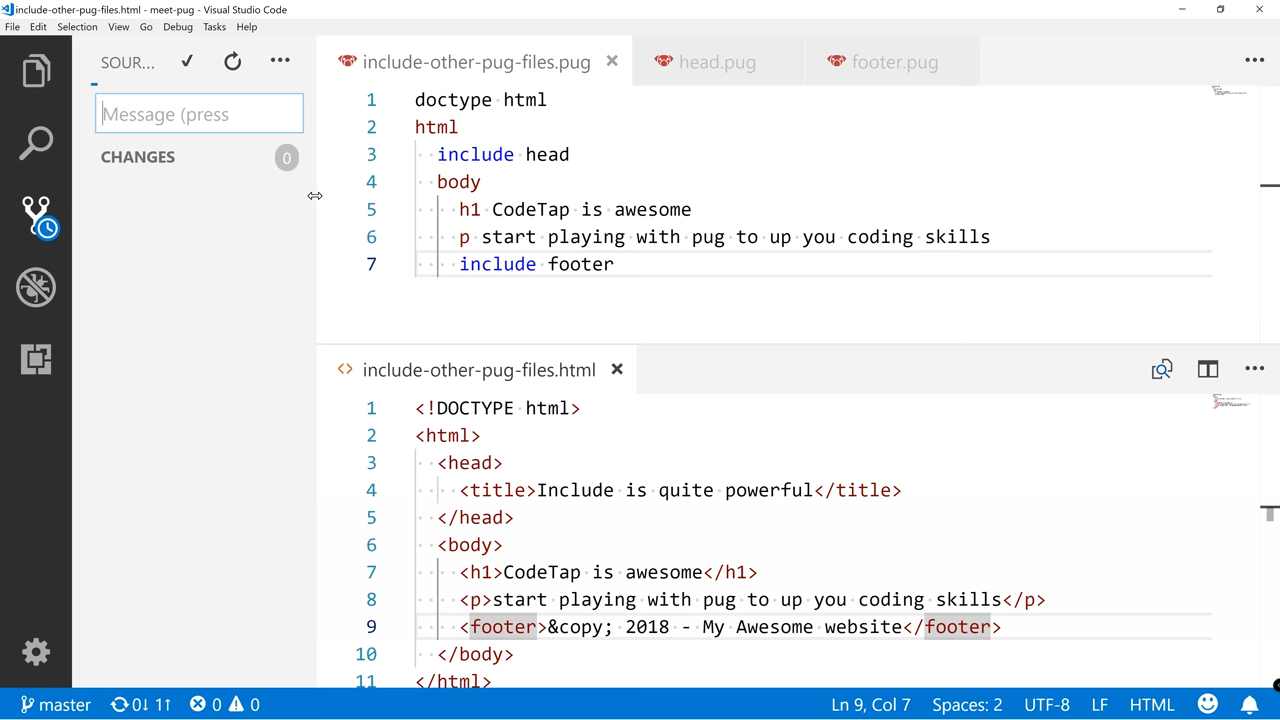 include-other-pug-files.html - meet-pug - Visual Studio Code
File Edit Selection View Go Debug Tasks Help
SOUR...
Message (press
CHANGES 0
include-other-pug-files.pug
head.pug
footer.pug
1 doctype html
2 html
3 include head
4 body
5 h1 CodeTap is awesome
6 p start playing with pug to up you coding skills
7 include footer
include-other-pug-files.html
1 <!DOCTYPE html>
2 <html>
3 <head>
4 <title>Include is quite powerful</title>
5 </head>
6 <body>
7 <h1>CodeTap is awesome</h1>
8 <p>start playing with pug to up you coding skills</p>
9 <footer>&copy; 2018 - My Awesome website</footer>
10 </body>
11 </html>
master 0↓ 1↑ 0 0 Ln 9, Col 7 Spaces: 2 UTF-8 LF HTML